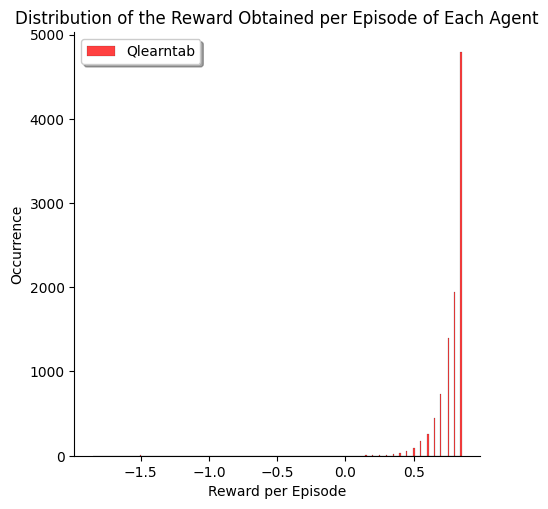 Distribution of the Reward Obtained per Episode of Each Agent
Qlearntab
5000
4000
3000
2000
1000
0
Occurrence
−1.5
−1.0
−0.5
0.0
0.5
Reward per Episode